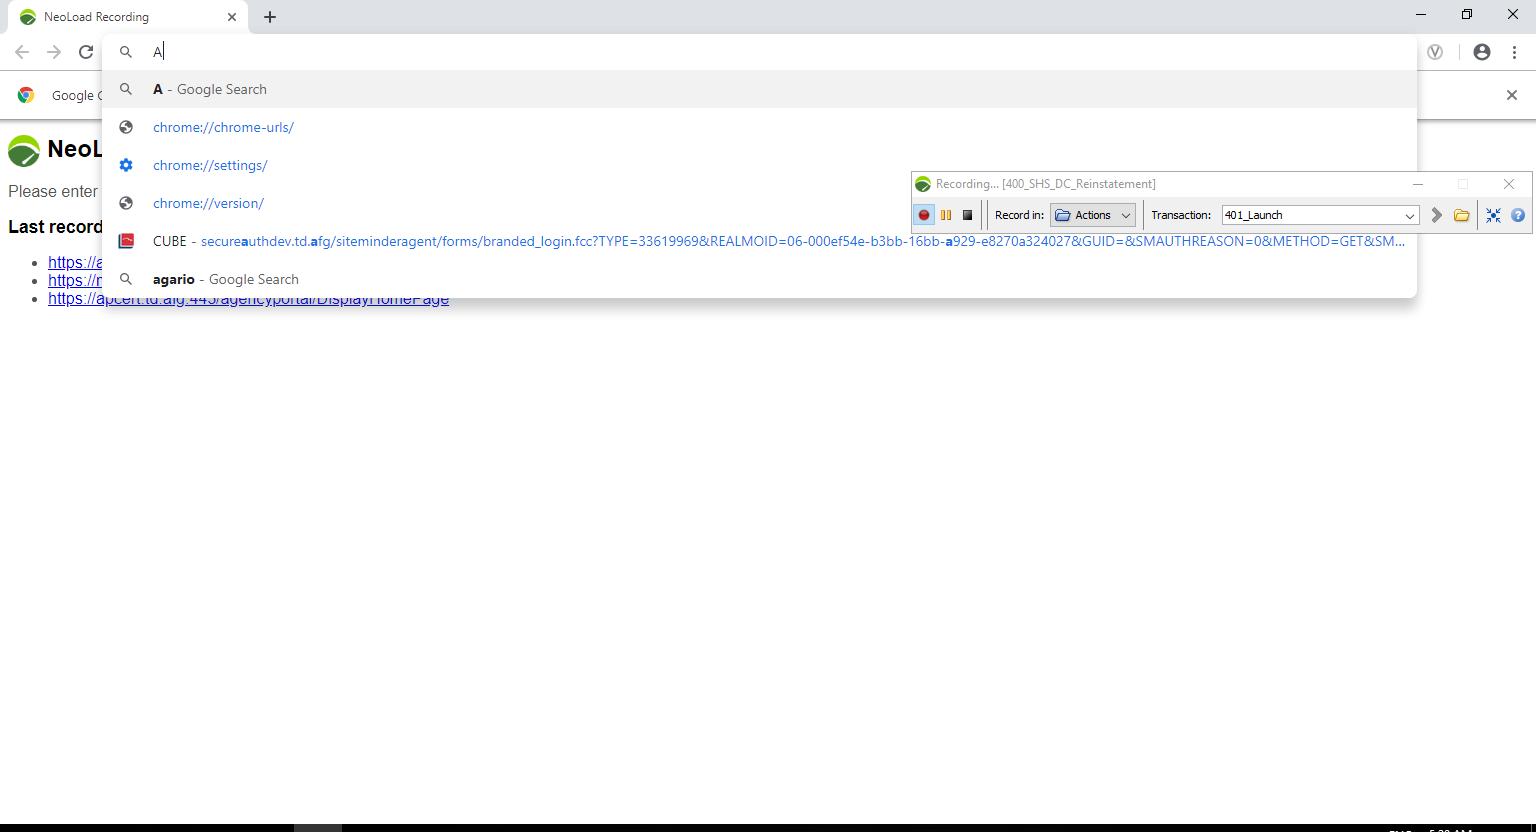 NeoLoad Recording
A
A - Google Search
Google C
chrome://chrome-urls/
NeoL
chrome://settings/
Please enter
Recording... [400_SHS_DC_Reinstatement]
chrome://version/
Record in: Actions Transaction: 401_Launch
Last record
CUBE - secureauthdev.td.afg/siteminderagent/forms/branded_login.fcc?TYPE=33619969&REALMOID=06-000ef54e-b3bb-16bb-a929-e8270a324027&GUID=&SMAUTHREASON=0&METHOD=GET&SM...
https://a
https://m
agario - Google Search
https://apcert.td.afg:443/agencyportal/DisplayHomePage